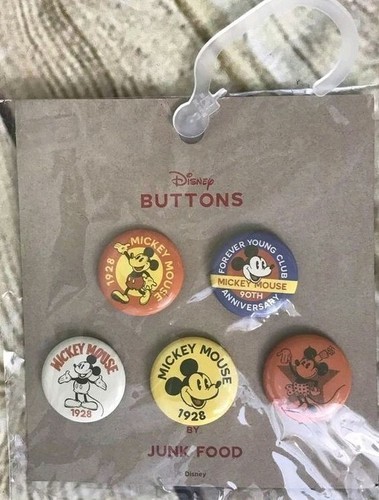 Disney
BUTTONS
MICKEY MOUSE
1928
FOREVER YOUNG CLUB
MICKEY MOUSE
90TH
ANNIVERSARY
MICKEY MOUSE
1928
MICKEY MOUSE
1928
BY
JUNK FOOD
Disney